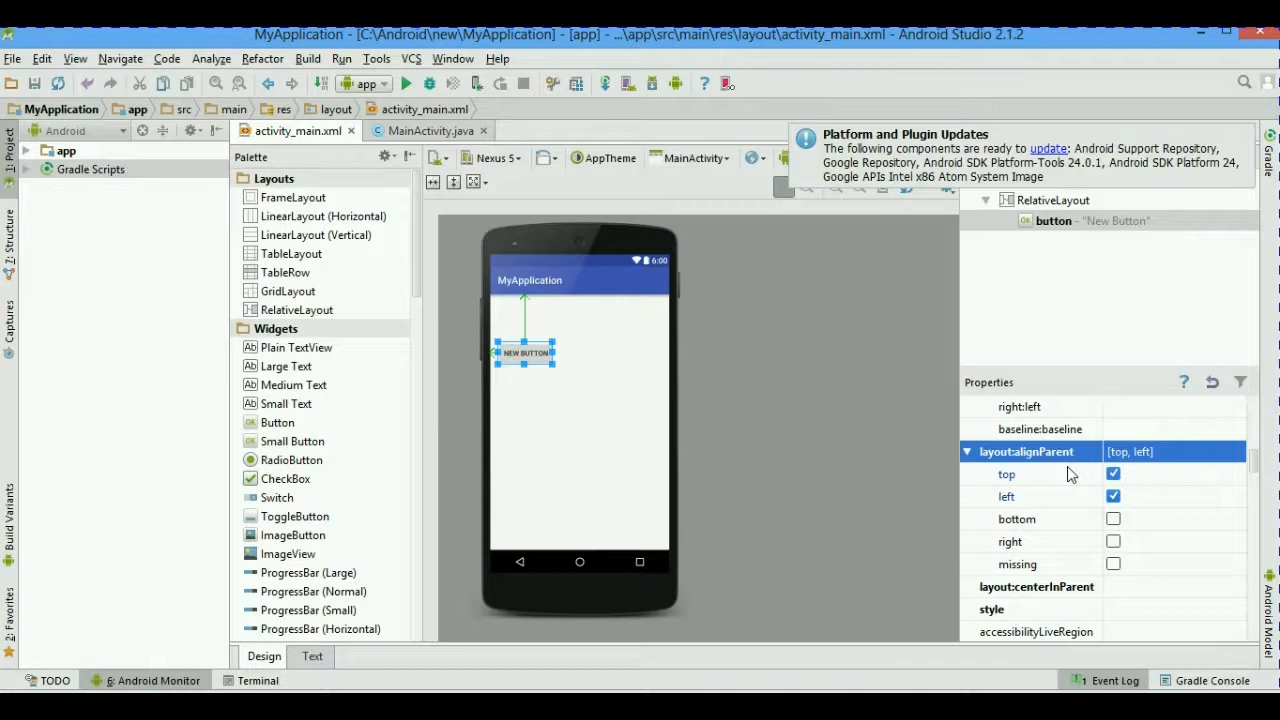 MyApplication - [C:\Android\new\MyApplication] - [app] - ...\app\src\main\res\layout\activity_main.xml - Android Studio 2.1.2
File Edit View Navigate Code Analyze Refactor Build Run Tools VCS Window Help
app
MyApplication app src main res layout activity_main.xml
Android
activity_main.xml MainActivity.java
1: Project
Z: Structure
Captures
Build Variants
2: Favorites
app
Gradle Scripts
Palette
Layouts
FrameLayout
LinearLayout (Horizontal)
LinearLayout (Vertical)
TableLayout
TableRow
GridLayout
RelativeLayout
Widgets
Plain TextView
Large Text
Medium Text
Small Text
Button
Small Button
RadioButton
CheckBox
Switch
ToggleButton
ImageButton
ImageView
ProgressBar (Large)
ProgressBar (Normal)
ProgressBar (Small)
ProgressBar (Horizontal)
Nexus 5 AppTheme MainActivity
6:00
MyApplication
NEW BUTTON
Platform and Plugin Updates
The following components are ready to update: Android Support Repository,
Google Repository, Android SDK Platform-Tools 24.0.1, Android SDK Platform 24,
Google APIs Intel x86 Atom System Image
RelativeLayout
OK button - "New Button"
Properties
right:left
baseline:baseline
layout:alignParent [top, left]
top
left
bottom
right
missing
layout:centerInParent
style
accessibilityLiveRegion
Gradle
Android Model
Design Text
TODO 6: Android Monitor Terminal 1 Event Log Gradle Console